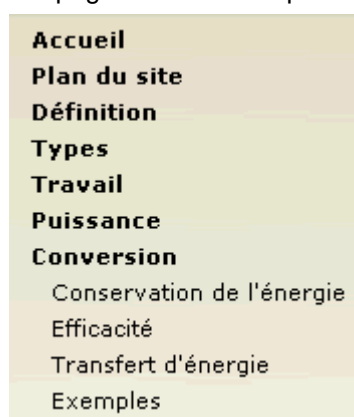 Accueil
Plan du site
Définition
Types
Travail
Puissance
Conversion
Conservation de l'énergie
Efficacité
Transfert d'énergie
Exemples